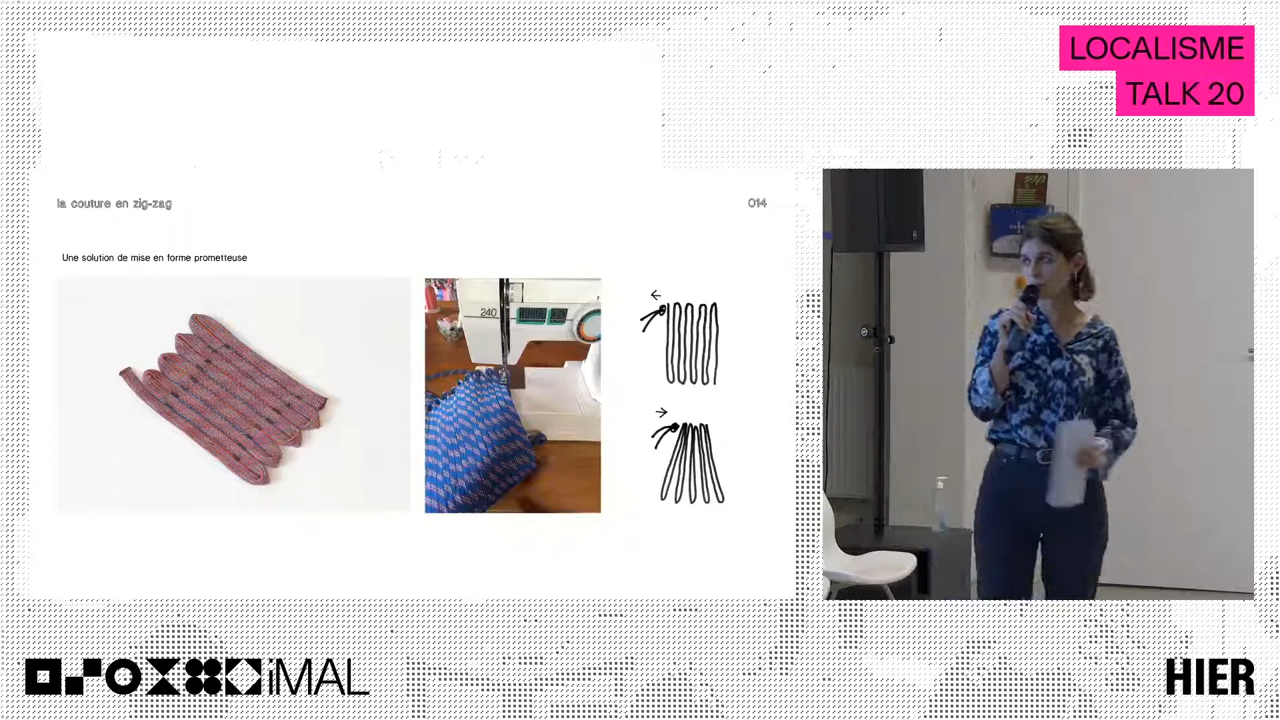 LOCALISME
TALK 20
la couture en zig-zag
014
Une solution de mise en forme prometteuse
240
iMAL
HIER